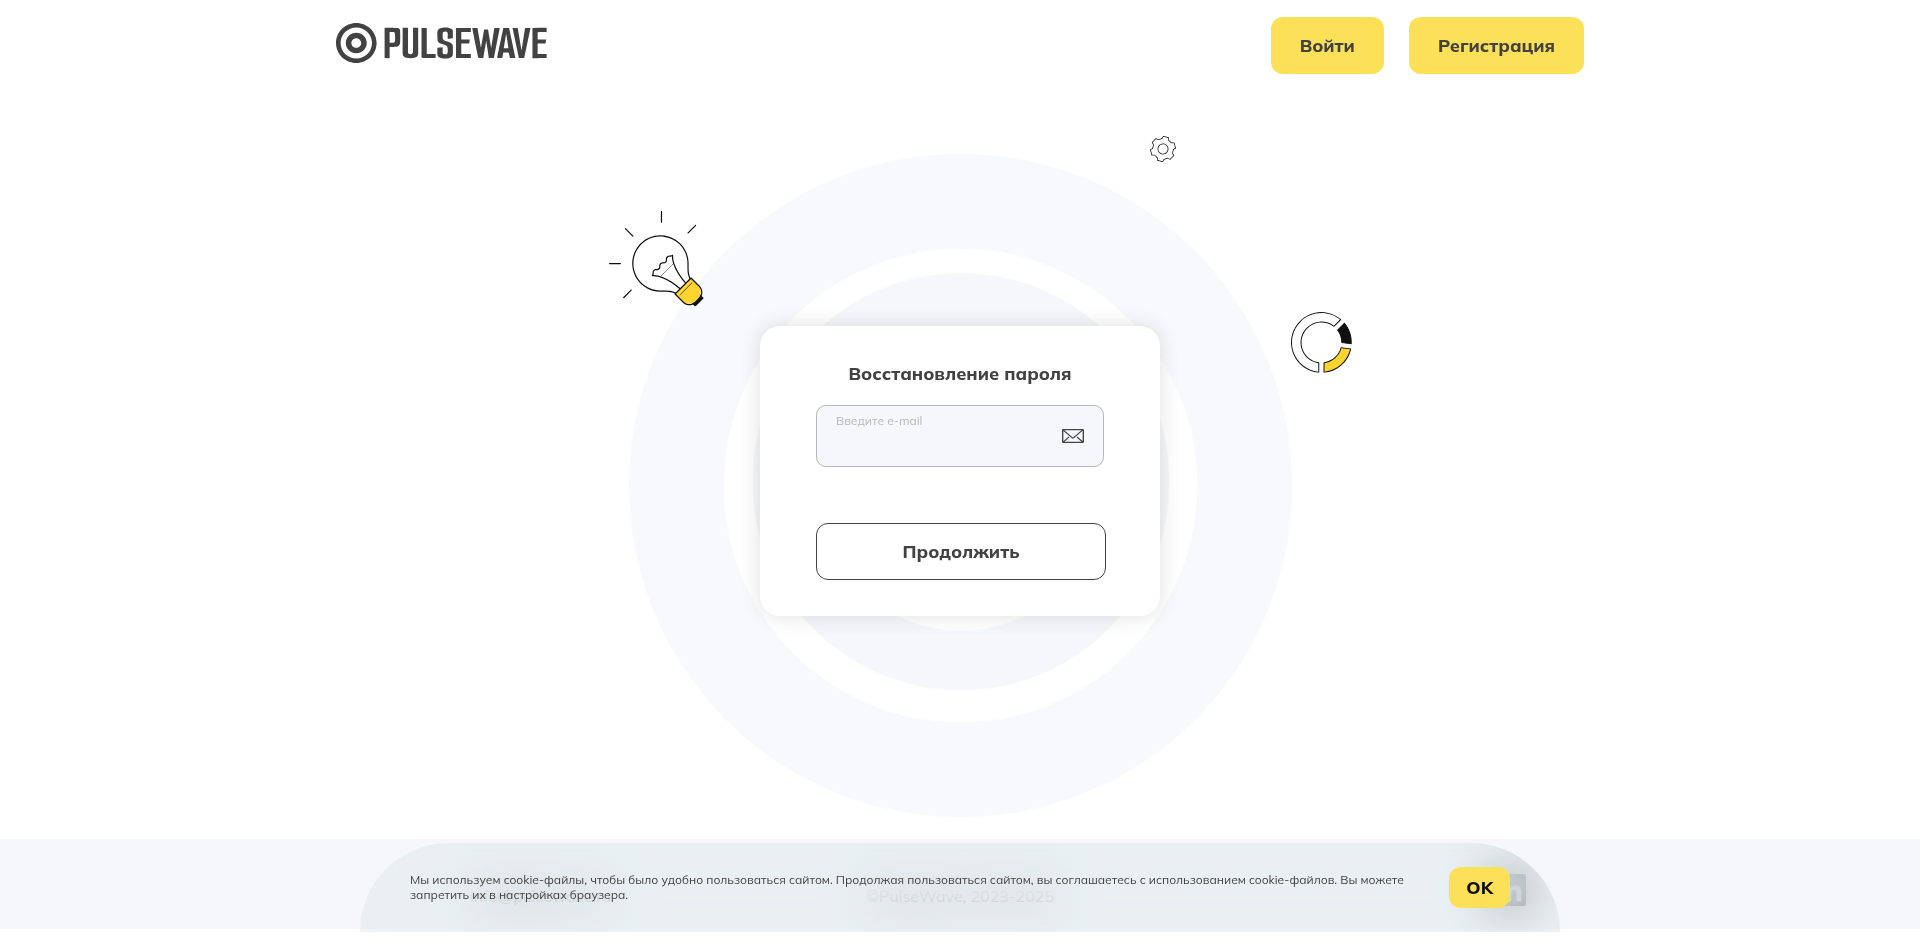 PULSEWAVE
Войти
Регистрация
Восстановление пароля
Введите e-mail
Продолжить
Мы используем cookie-файлы, чтобы было удобно пользоваться сайтом. Продолжая пользоваться сайтом, вы соглашаетесь с использованием cookie-файлов. Вы можете
запретить их в настройках браузера.
OK
©PulseWave, 2023-2025